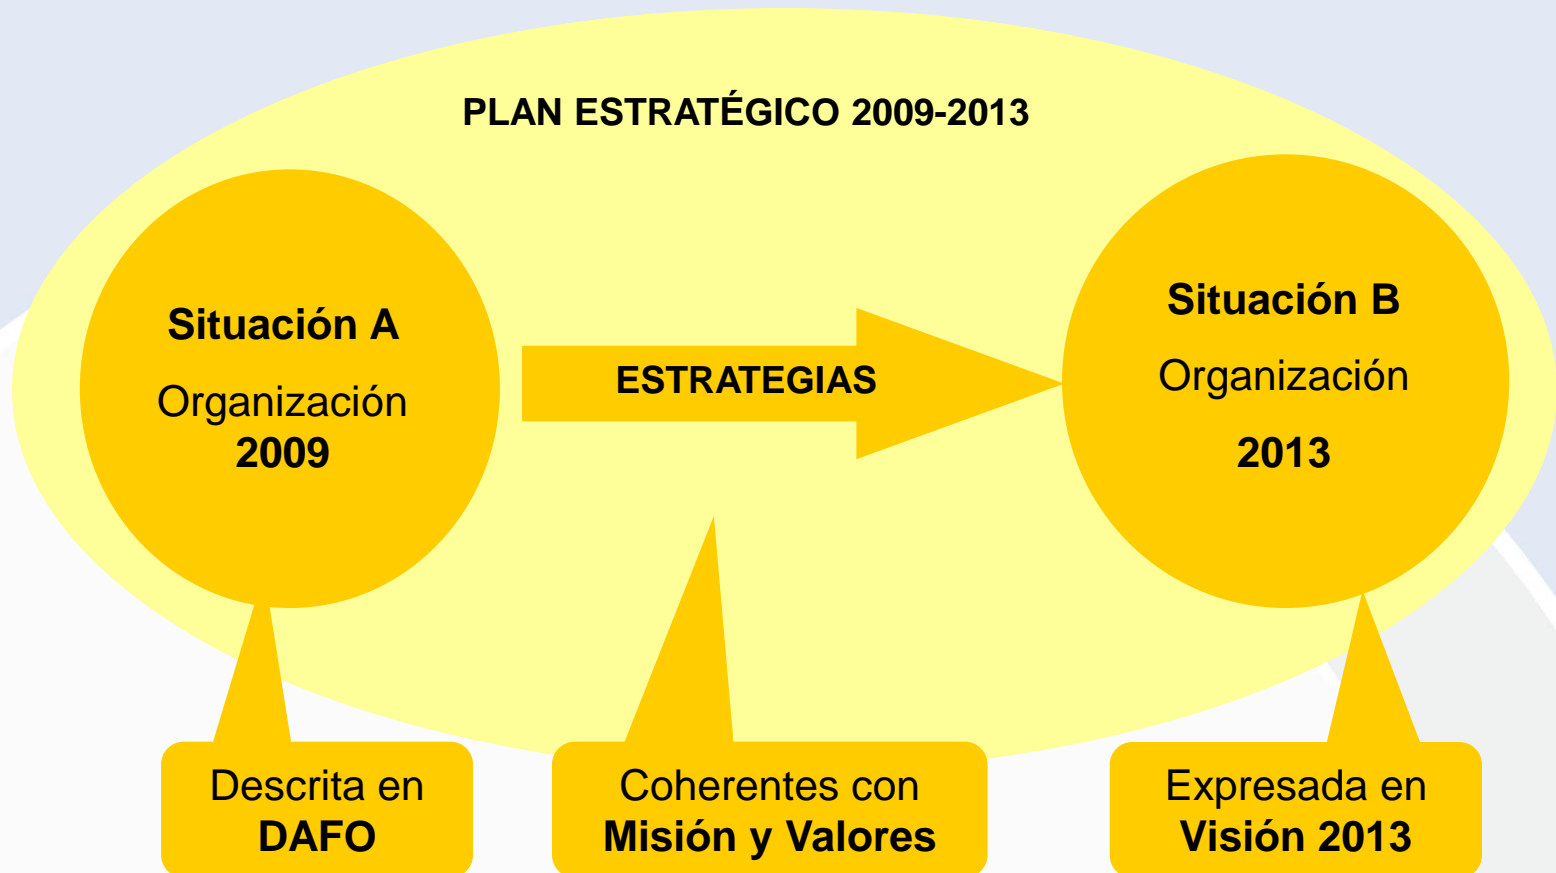 PLAN ESTRATÉGICO 2009-2013
Situación A
Organización
2009
ESTRATEGIAS
Situación B
Organización
2013
Descrita en
DAFO
Coherentes con
Misión y Valores
Expresada en
Visión 2013